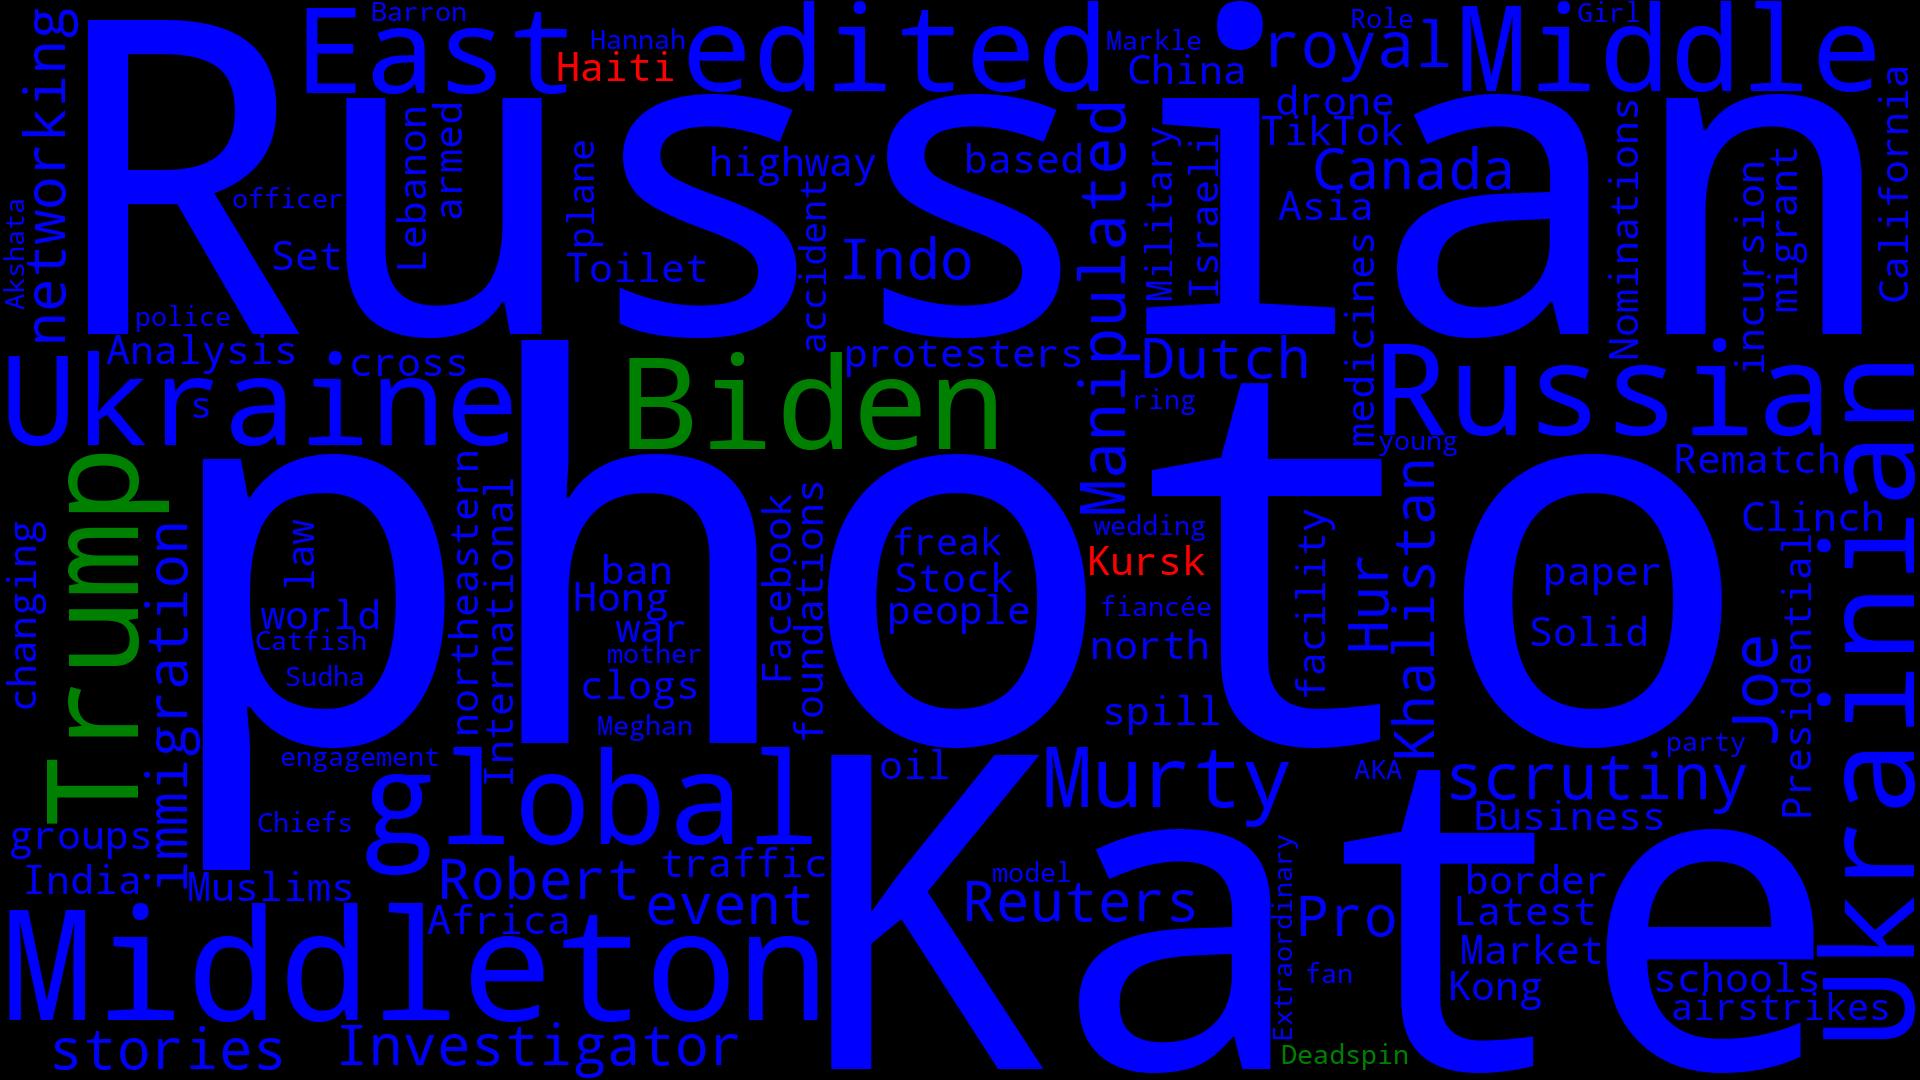 Barron
Role
Girl
networking
East
Hannah
Haiti
edited
Markle
China
royal
Middle
Russian
drone
TikTok
Canada
Asia
California
Lebanon
armed
plane
highway
based
Manipulated
Military
Israeli
Nominations
incursion
migrant
Akshata
officer
Set
Toilet
accident
Indo
medicines
police
Analysis
cross
protesters
Dutch
Ukraine
s
Biden
ring
Russian
young
Rematch
Ukrainian
Trump
photo
Clinch
changing
immigration
law
world
Catfish
Sudha
northeastern
International
ban
Hong
war
mother
clogs
Meghan
Facebook
foundations
freak
Stock
people
wedding
Kursk
fiancée
north
spill
facility
Hur
Khalistan
paper
Solid
Joe
Presidential
engagement
global
oil
Murty
AKA
party
scrutiny
Business
groups
Chiefs
India
Muslims
Robert
traffic
event
Africa
Kate
model
Reuters
Extraordinary
Pro
fan
border
Latest
Market
Kong
schools
airstrikes
Middleton
stories
Investigator
Deadspin